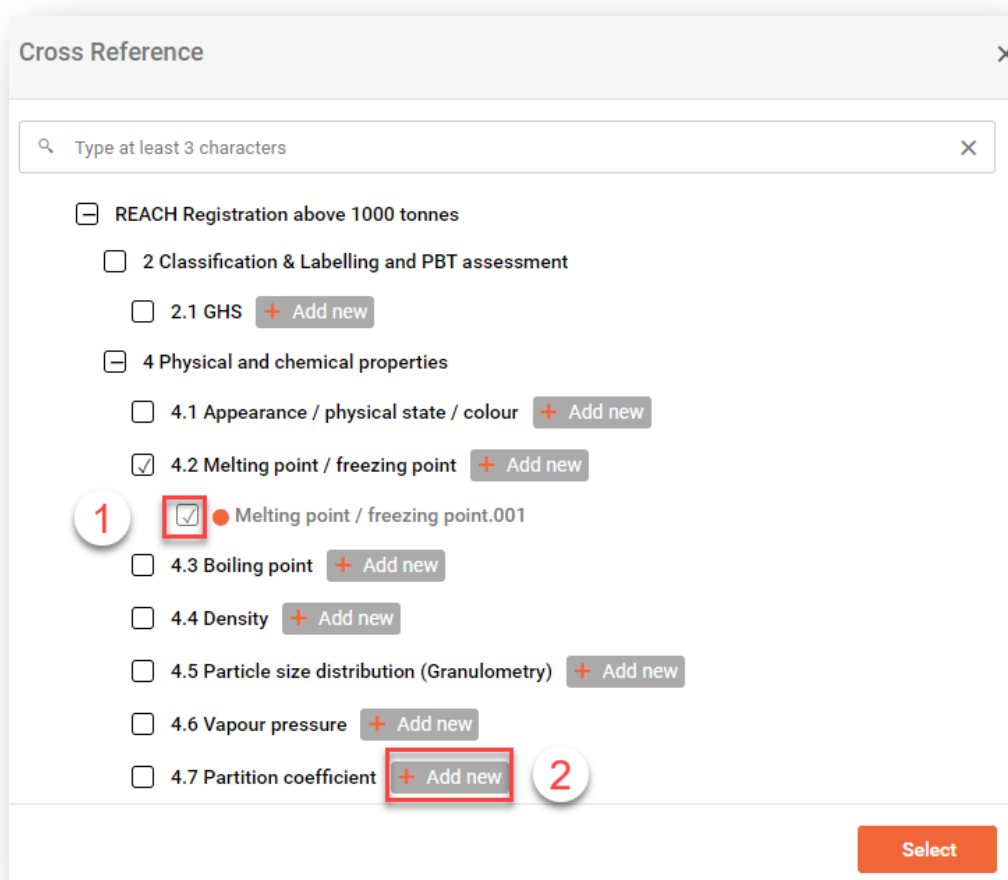 Cross Reference
Type at least 3 characters
REACH Registration above 1000 tonnes
2 Classification & Labelling and PBT assessment
2.1 GHS + Add new
4 Physical and chemical properties
4.1 Appearance / physical state / colour + Add new
4.2 Melting point / freezing point + Add new
1 Melting point / freezing point.001
4.3 Boiling point + Add new
4.4 Density + Add new
4.5 Particle size distribution (Granulometry) + Add new
4.6 Vapour pressure + Add new
4.7 Partition coefficient + Add new 2
Select